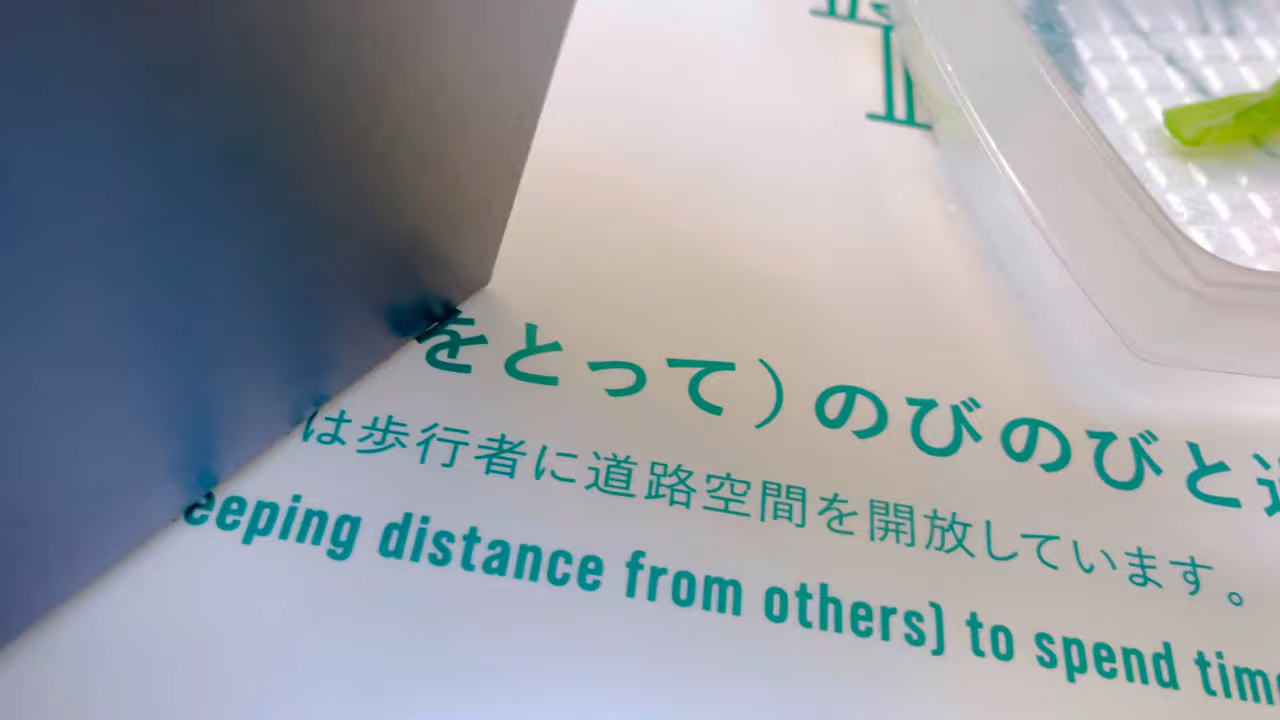 をとって）のびのびと
は歩行者に道路空間を開放しています。
eeping distance from others) to spend time